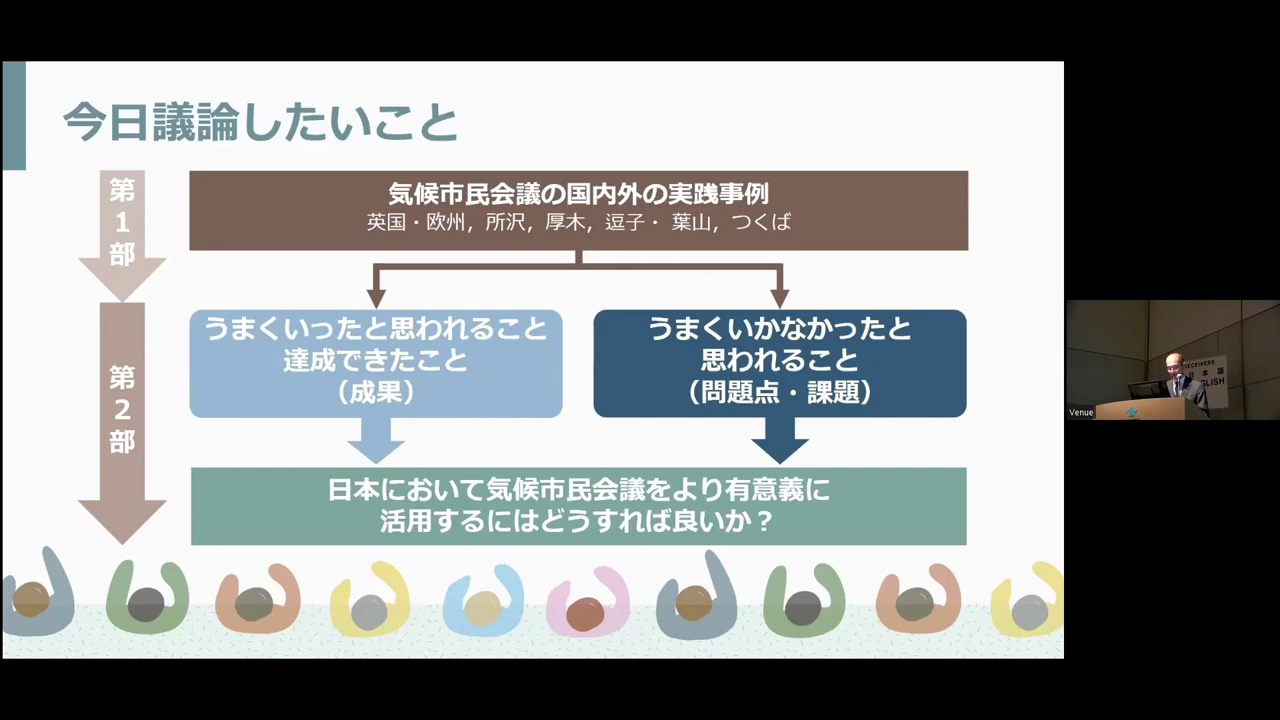 今日議論したいこと
第1部
気候市民会議の国内外の実践事例
英国・欧州, 所沢, 厚木, 逗子・ 葉山, つくば
うまくいったと思われること
達成できたこと
（成果）
うまくいかなかったと
思われること
（問題点・課題）
第2部
日本において気候市民会議をより有意義に
活用するにはどうすれば良いか？
RECEIVERS
日本語
ENGLISH
Venue